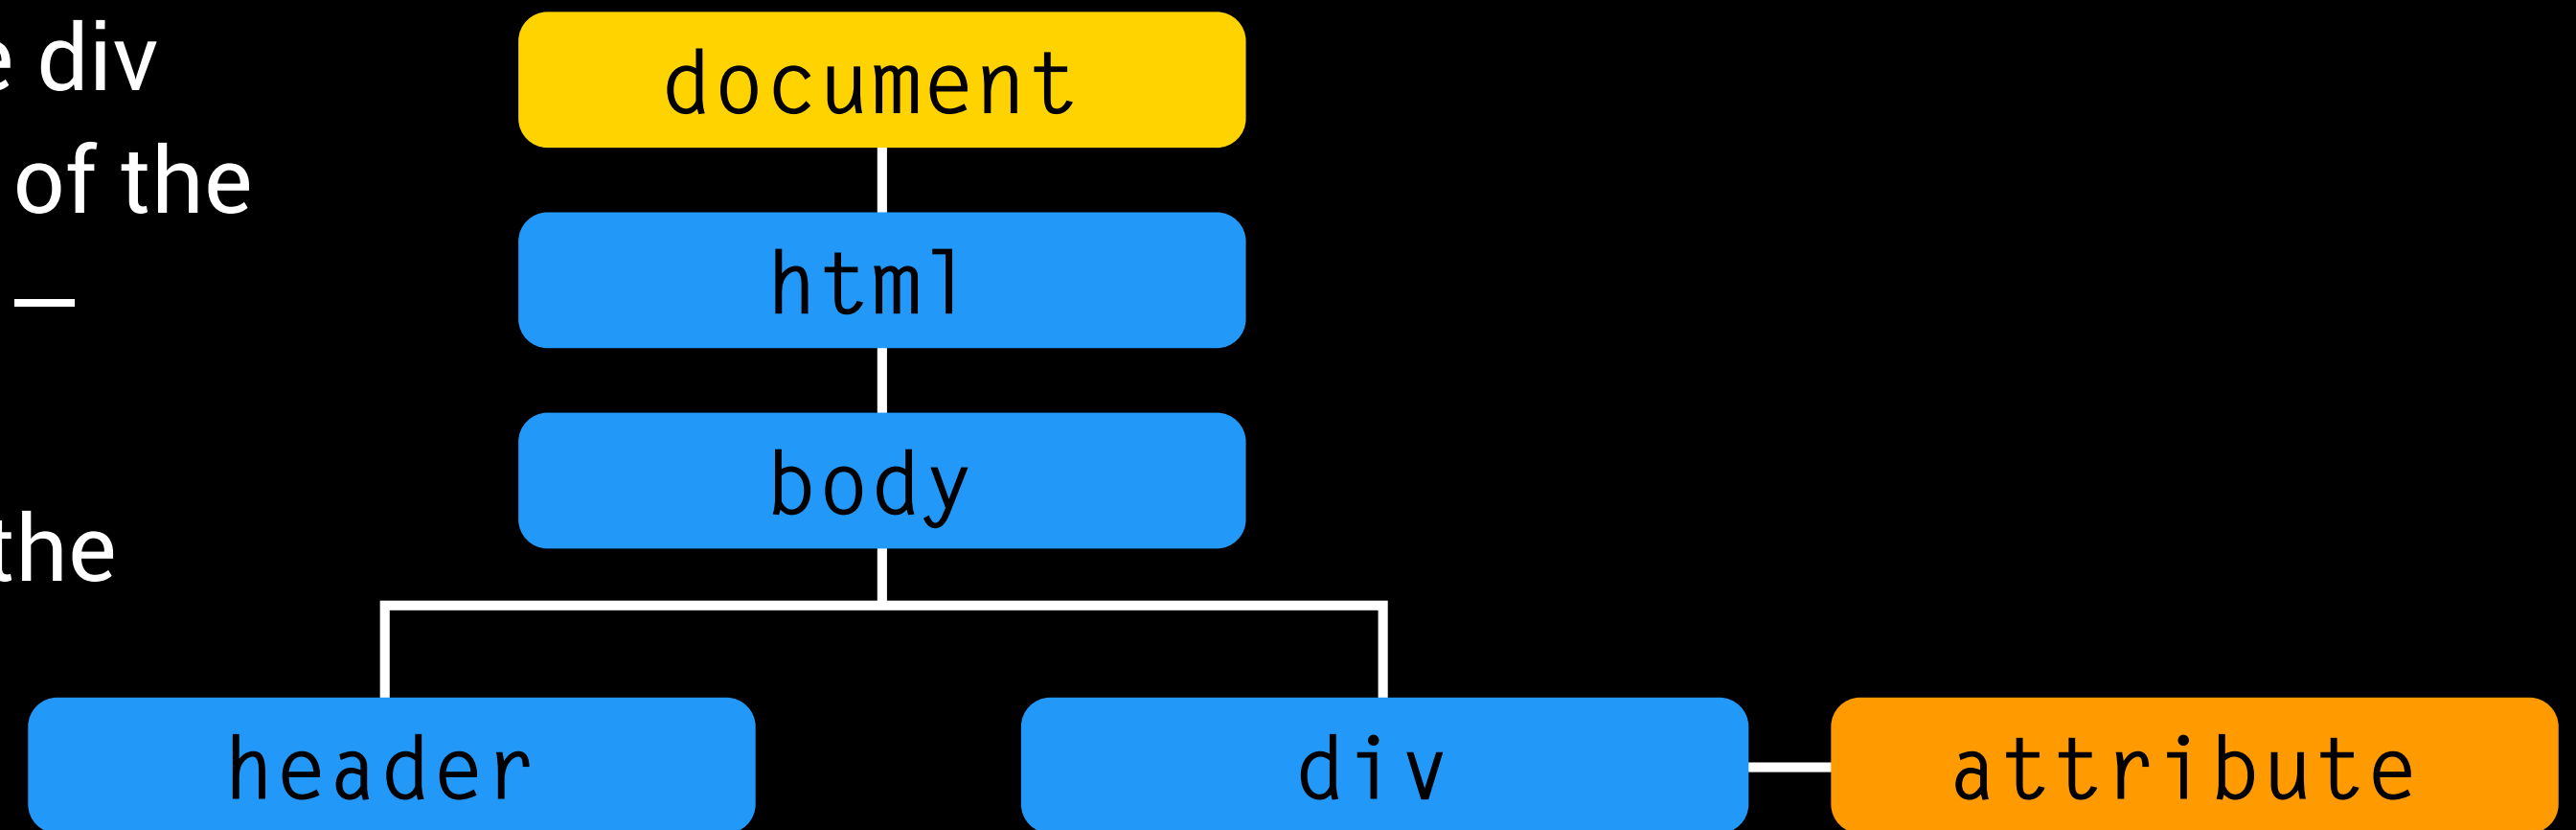 div
of the
—
the
document
html
body
header
div
attribute